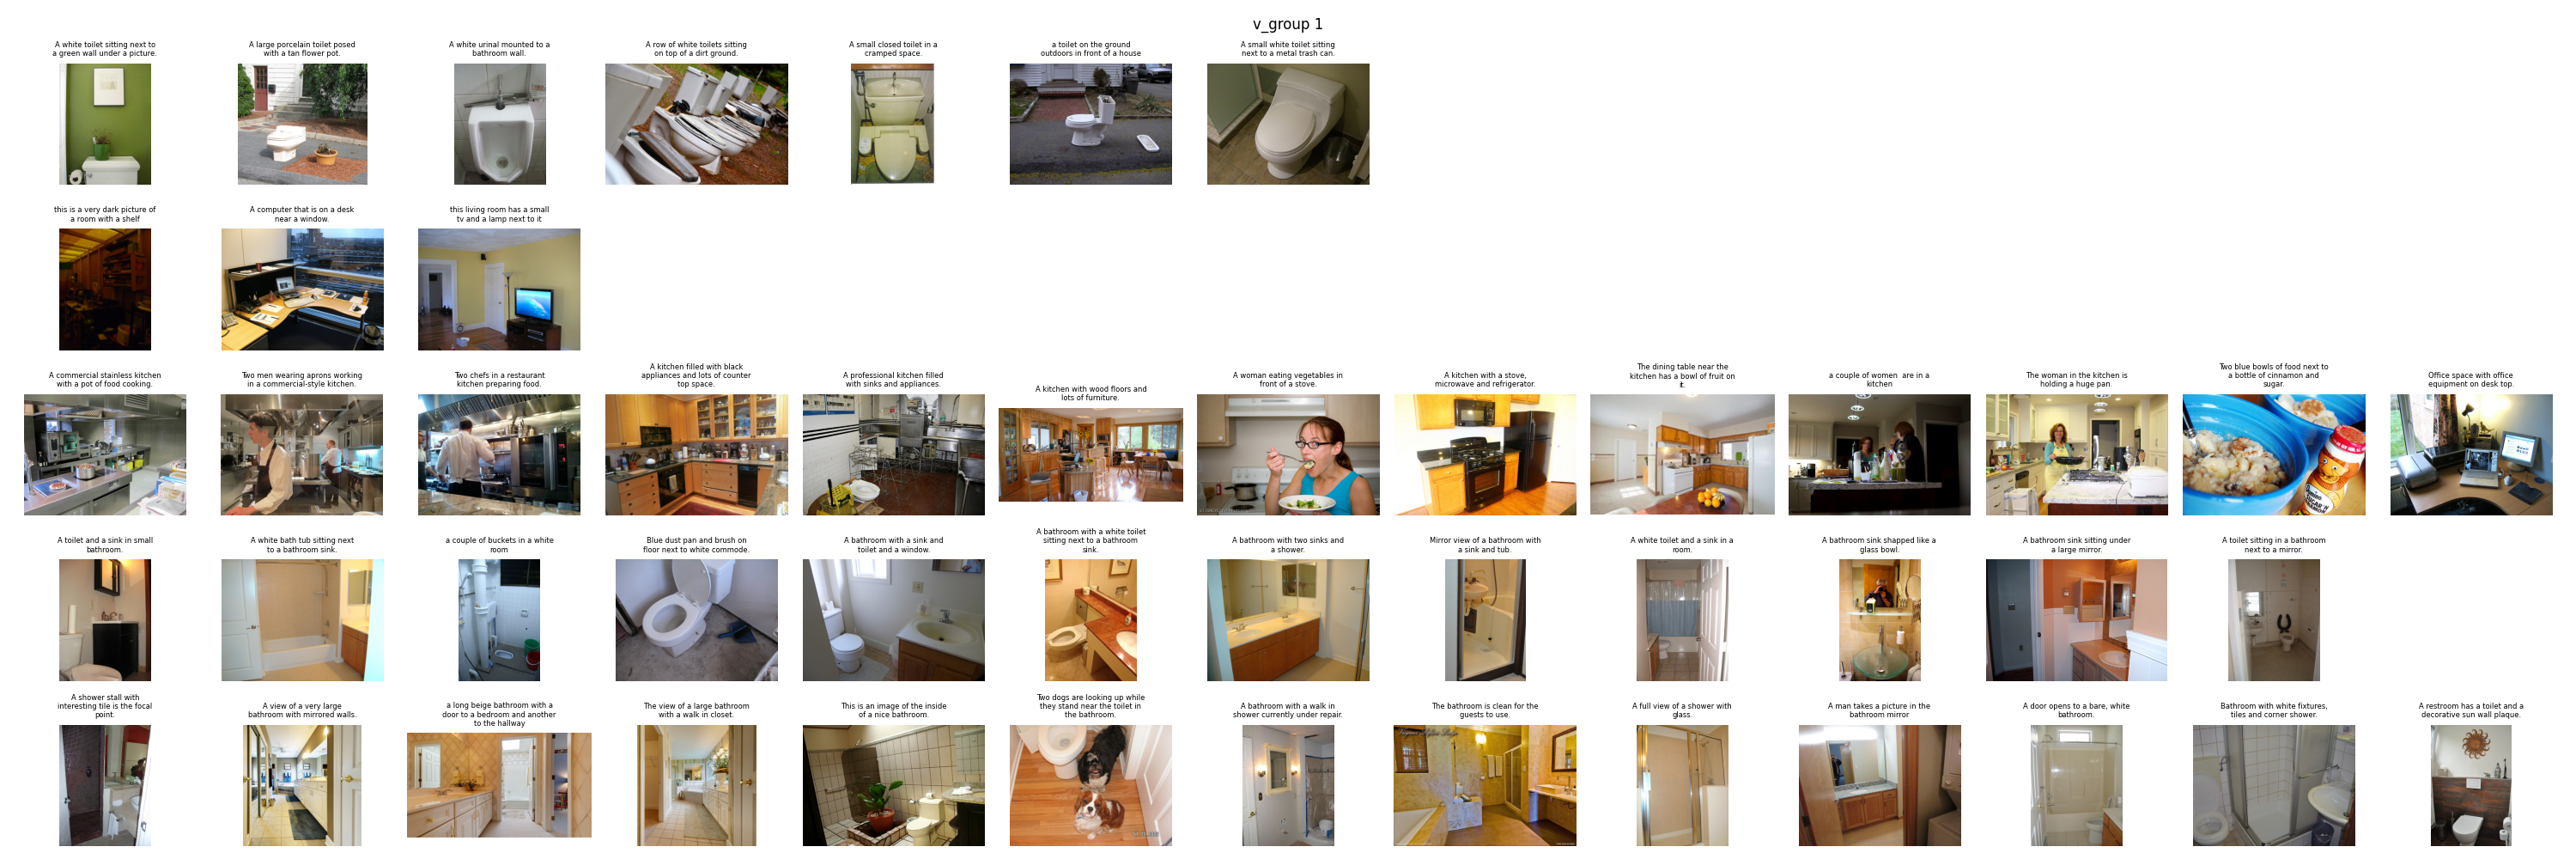 v_group 1
A white toilet sitting next to
a green wall under a picture.
A large porcelain toilet posed
with a tan flower pot.
A white urinal mounted to a
bathroom wall.
A row of white toilets sitting
on top of a dirt ground.
A small closed toilet in a
cramped space.
a toilet on the ground
outdoors in front of a house
A small white toilet sitting
next to a metal trash can.
this is a very dark picture of
a room with a shelf
A computer that is on a desk
near a window.
this living room has a small
tv and a lamp next to it
A commercial stainless kitchen
with a pot of food cooking.
Two men wearing aprons working
in a commercial-style kitchen.
Two chefs in a restaurant
kitchen preparing food.
A kitchen filled with black
appliances and lots of counter
top space.
A professional kitchen filled
with sinks and appliances.
A kitchen with wood floors and
lots of furniture.
A woman eating vegetables in
front of a stove.
A kitchen with a stove,
microwave and refrigerator.
The dining table near the
kitchen has a bowl of fruit on
it.
a couple of women  are in a
kitchen
The woman in the kitchen is
holding a huge pan.
Two blue bowls of food next to
a bottle of cinnamon and
sugar.
Office space with office
equipment on desk top.
A toilet and a sink in small
bathroom.
A white bath tub sitting next
to a bathroom sink.
a couple of buckets in a white
room
Blue dust pan and brush on
floor next to white commode.
A bathroom with a sink and
toilet and a window.
A bathroom with a white toilet
sitting next to a bathroom
sink.
A bathroom with two sinks and
a shower.
Mirror view of a bathroom with
a sink and tub.
A white toilet and a sink in a
room.
A bathroom sink shapped like a
glass bowl.
A bathroom sink sitting under
a large mirror.
A toilet sitting in a bathroom
next to a mirror.
A shower stall with
interesting tile is the focal
point.
A view of a very large
bathroom with mirrored walls.
a long beige bathroom with a
door to a bedroom and another
to the hallway
The view of a large bathroom
with a walk in closet.
This is an image of the inside
of a nice bathroom.
Two dogs are looking up while
they stand near the toilet in
the bathroom.
A bathroom with a walk in
shower currently under repair.
The bathroom is clean for the
guests to use.
A full view of a shower with
glass.
A man takes a picture in the
bathroom mirror
A door opens to a bare, white
bathroom.
Bathroom with white fixtures,
tiles and corner shower.
A restroom has a toilet and a
decorative sun wall plaque.